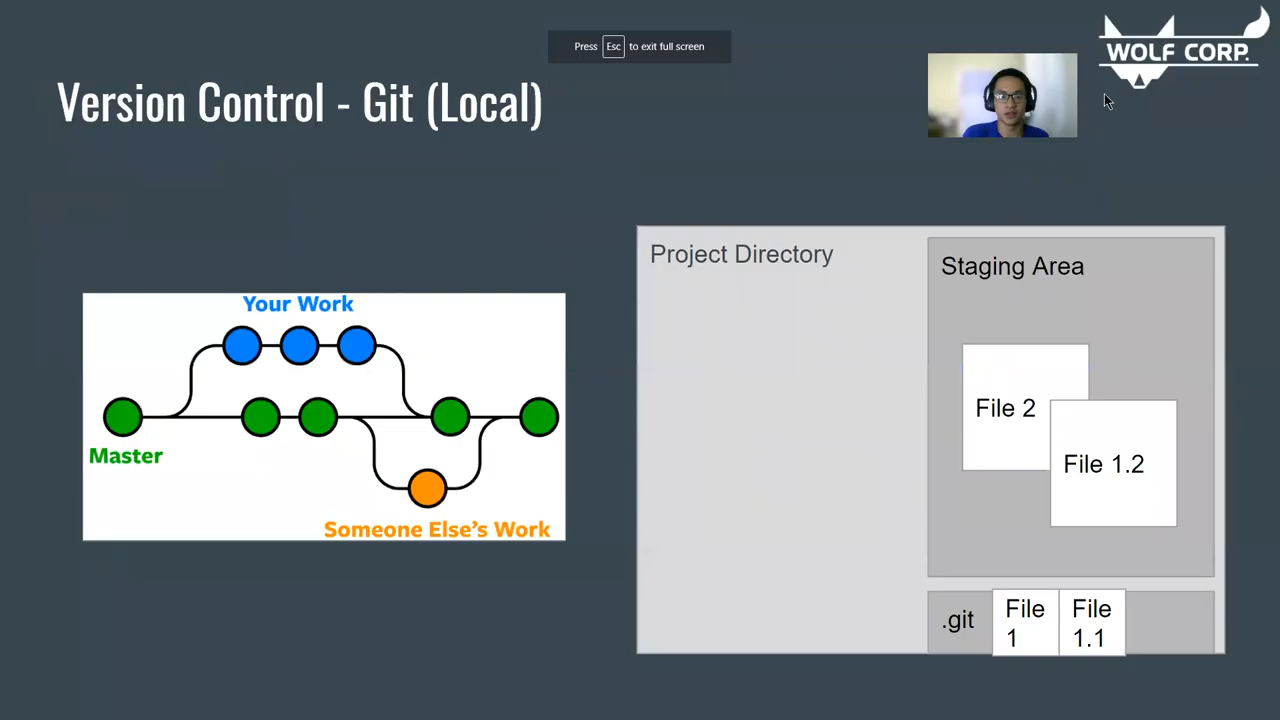 Press Esc to exit full screen
WOLF CORP.
Version Control - Git (Local)
Your Work
Master
Someone Else's Work
Project Directory
Staging Area
File 2
File 1.2
.git
File
1
File
1.1